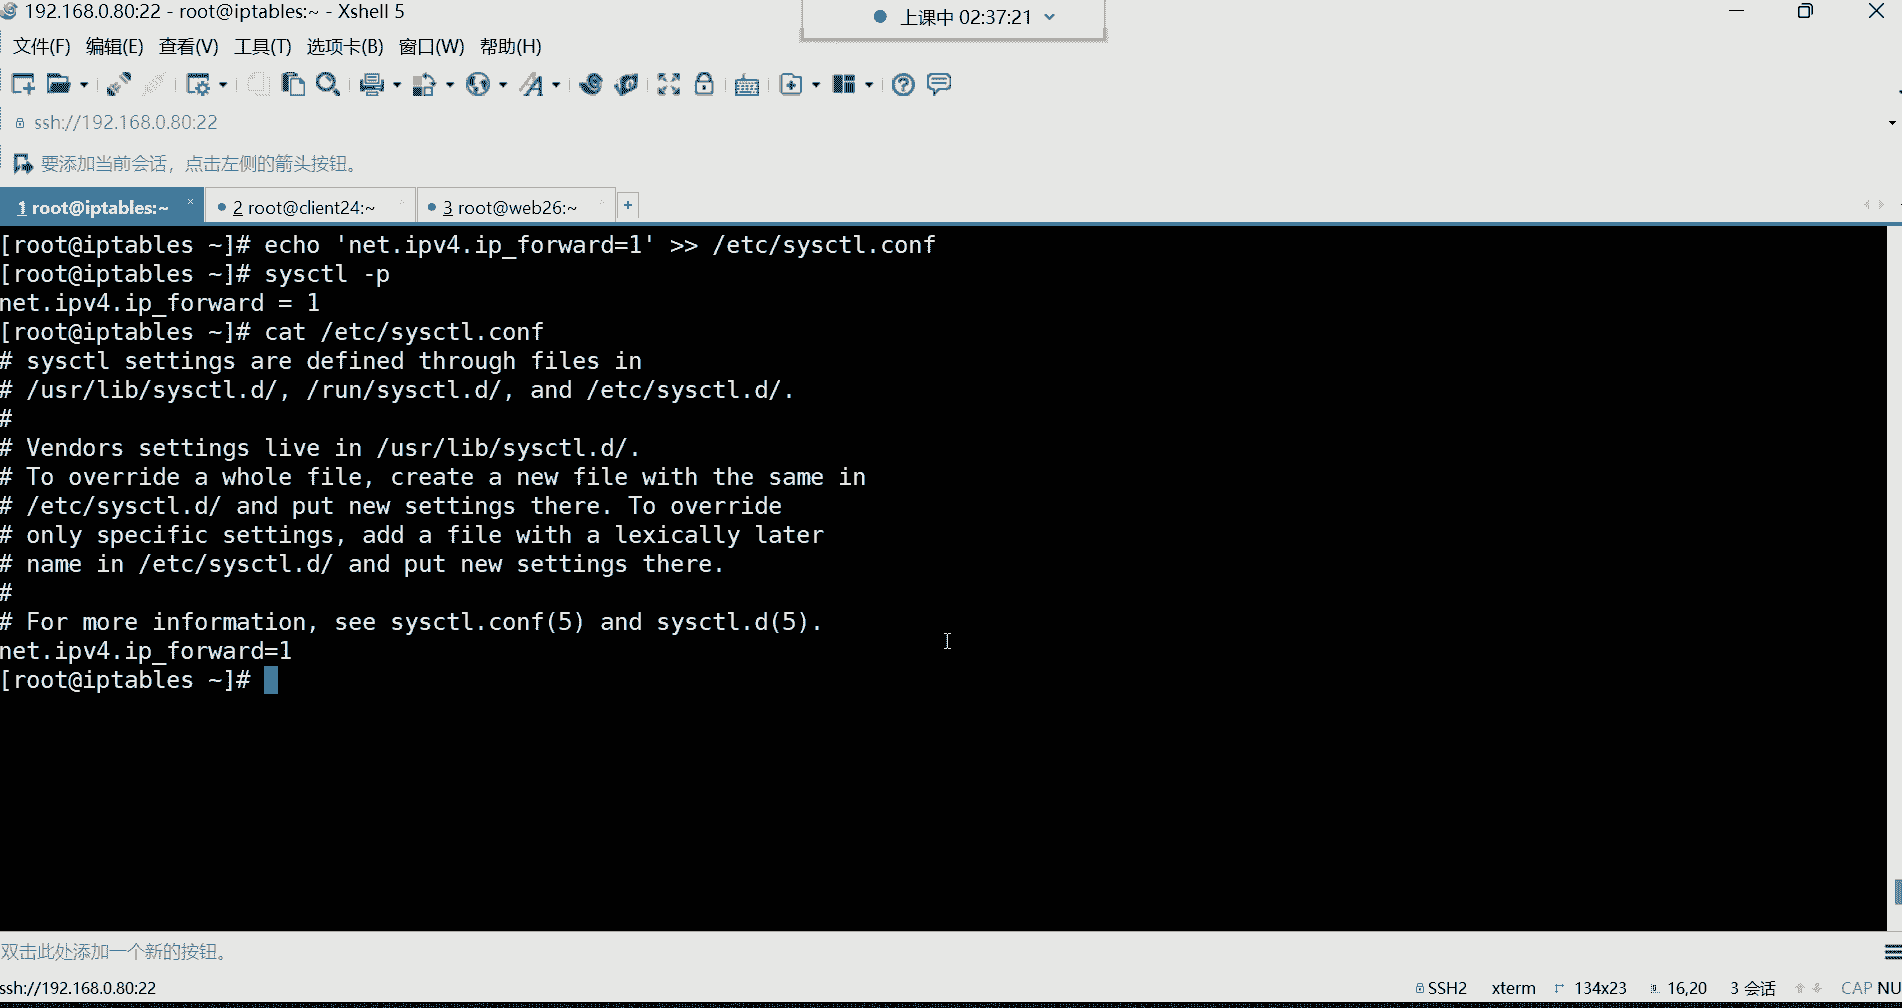 192.168.0.80:22 - root@iptables:~ - Xshell 5
上课中 02:37:21
文件(F) 编辑(E) 查看(V) 工具(T) 选项卡(B) 窗口(W) 帮助(H)
ssh://192.168.0.80:22
要添加当前会话，点击左侧的箭头按钮。
1 root@iptables:~ × 2 root@client24:~ 3 root@web26:~ +
[root@iptables ~]# echo 'net.ipv4.ip_forward=1' >> /etc/sysctl.conf
[root@iptables ~]# sysctl -p
net.ipv4.ip_forward = 1
[root@iptables ~]# cat /etc/sysctl.conf
# sysctl settings are defined through files in
# /usr/lib/sysctl.d/, /run/sysctl.d/, and /etc/sysctl.d/.
#
# Vendors settings live in /usr/lib/sysctl.d/.
# To override a whole file, create a new file with the same in
# /etc/sysctl.d/ and put new settings there. To override
# only specific settings, add a file with a lexically later
# name in /etc/sysctl.d/ and put new settings there.
#
# For more information, see sysctl.conf(5) and sysctl.d(5).
net.ipv4.ip_forward=1
[root@iptables ~]#
双击此处添加一个新的按钮。
ssh://192.168.0.80:22 SSH2 xterm 134x23 16,20 3 会话 CAP NU